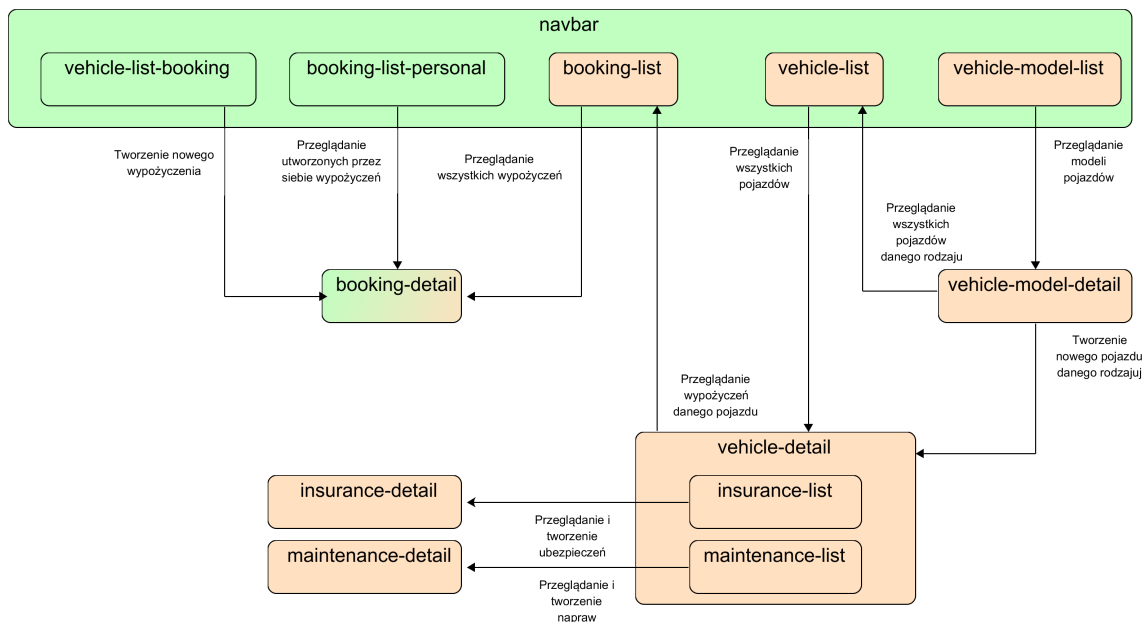 navbar
vehicle-list-booking
booking-list-personal
booking-list
vehicle-list
vehicle-model-list
Tworzenie nowego
wypożyczenia
Przeglądanie
utworzonych przez
siebie wypożyczeń
Przeglądanie
wszystkich wypożyczeń
Przeglądanie
wszystkich
pojazdów
Przeglądanie
modeli
pojazdów
Przeglądanie
wszystkich
pojazdów
danego rodzaju
booking-detail
vehicle-model-detail
Tworzenie
nowego pojazdu
danego rodzajuj
Przeglądanie
wypożyczeń
danego pojazdu
vehicle-detail
insurance-detail
insurance-list
Przeglądanie i
tworzenie
ubezpieczeń
maintenance-detail
maintenance-list
Przeglądanie i
tworzenie
napraw